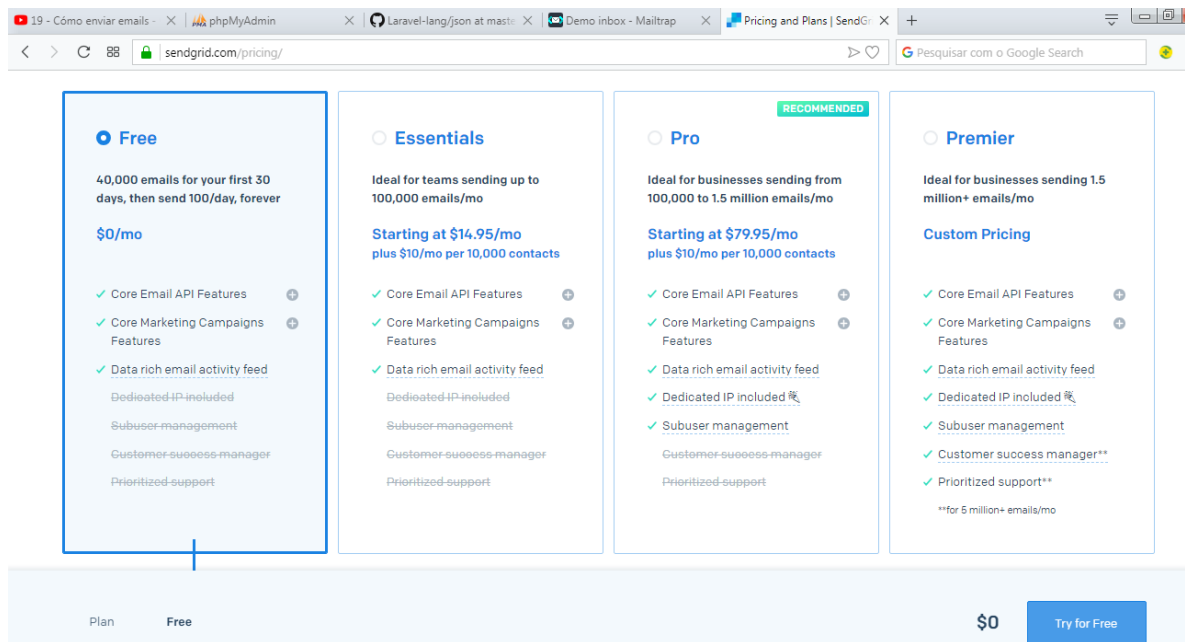 19 - Cómo enviar emails -
phpMyAdmin
Laravel-lang/json at maste
Demo inbox - Mailtrap
Pricing and Plans | SendGr
sendgrid.com/pricing/
Pesquisar com o Google Search
Free
40,000 emails for your first 30
days, then send 100/day, forever
$0/mo
Core Email API Features
Core Marketing Campaigns
Features
Data rich email activity feed
Dedicated IP included
Subuser management
Customer success manager
Prioritized support
Essentials
Ideal for teams sending up to
100,000 emails/mo
Starting at $14.95/mo
plus $10/mo per 10,000 contacts
Core Email API Features
Core Marketing Campaigns
Features
Data rich email activity feed
Dedicated IP included
Subuser management
Customer success manager
Prioritized support
RECOMMENDED
Pro
Ideal for businesses sending from
100,000 to 1.5 million emails/mo
Starting at $79.95/mo
plus $10/mo per 10,000 contacts
Core Email API Features
Core Marketing Campaigns
Features
Data rich email activity feed
Dedicated IP included
Subuser management
Customer success manager
Prioritized support
Premier
Ideal for businesses sending 1.5
million+ emails/mo
Custom Pricing
Core Email API Features
Core Marketing Campaigns
Features
Data rich email activity feed
Dedicated IP included
Subuser management
Customer success manager**
Prioritized support**
**for 5 million+ emails/mo
Plan
Free
$0
Try for Free